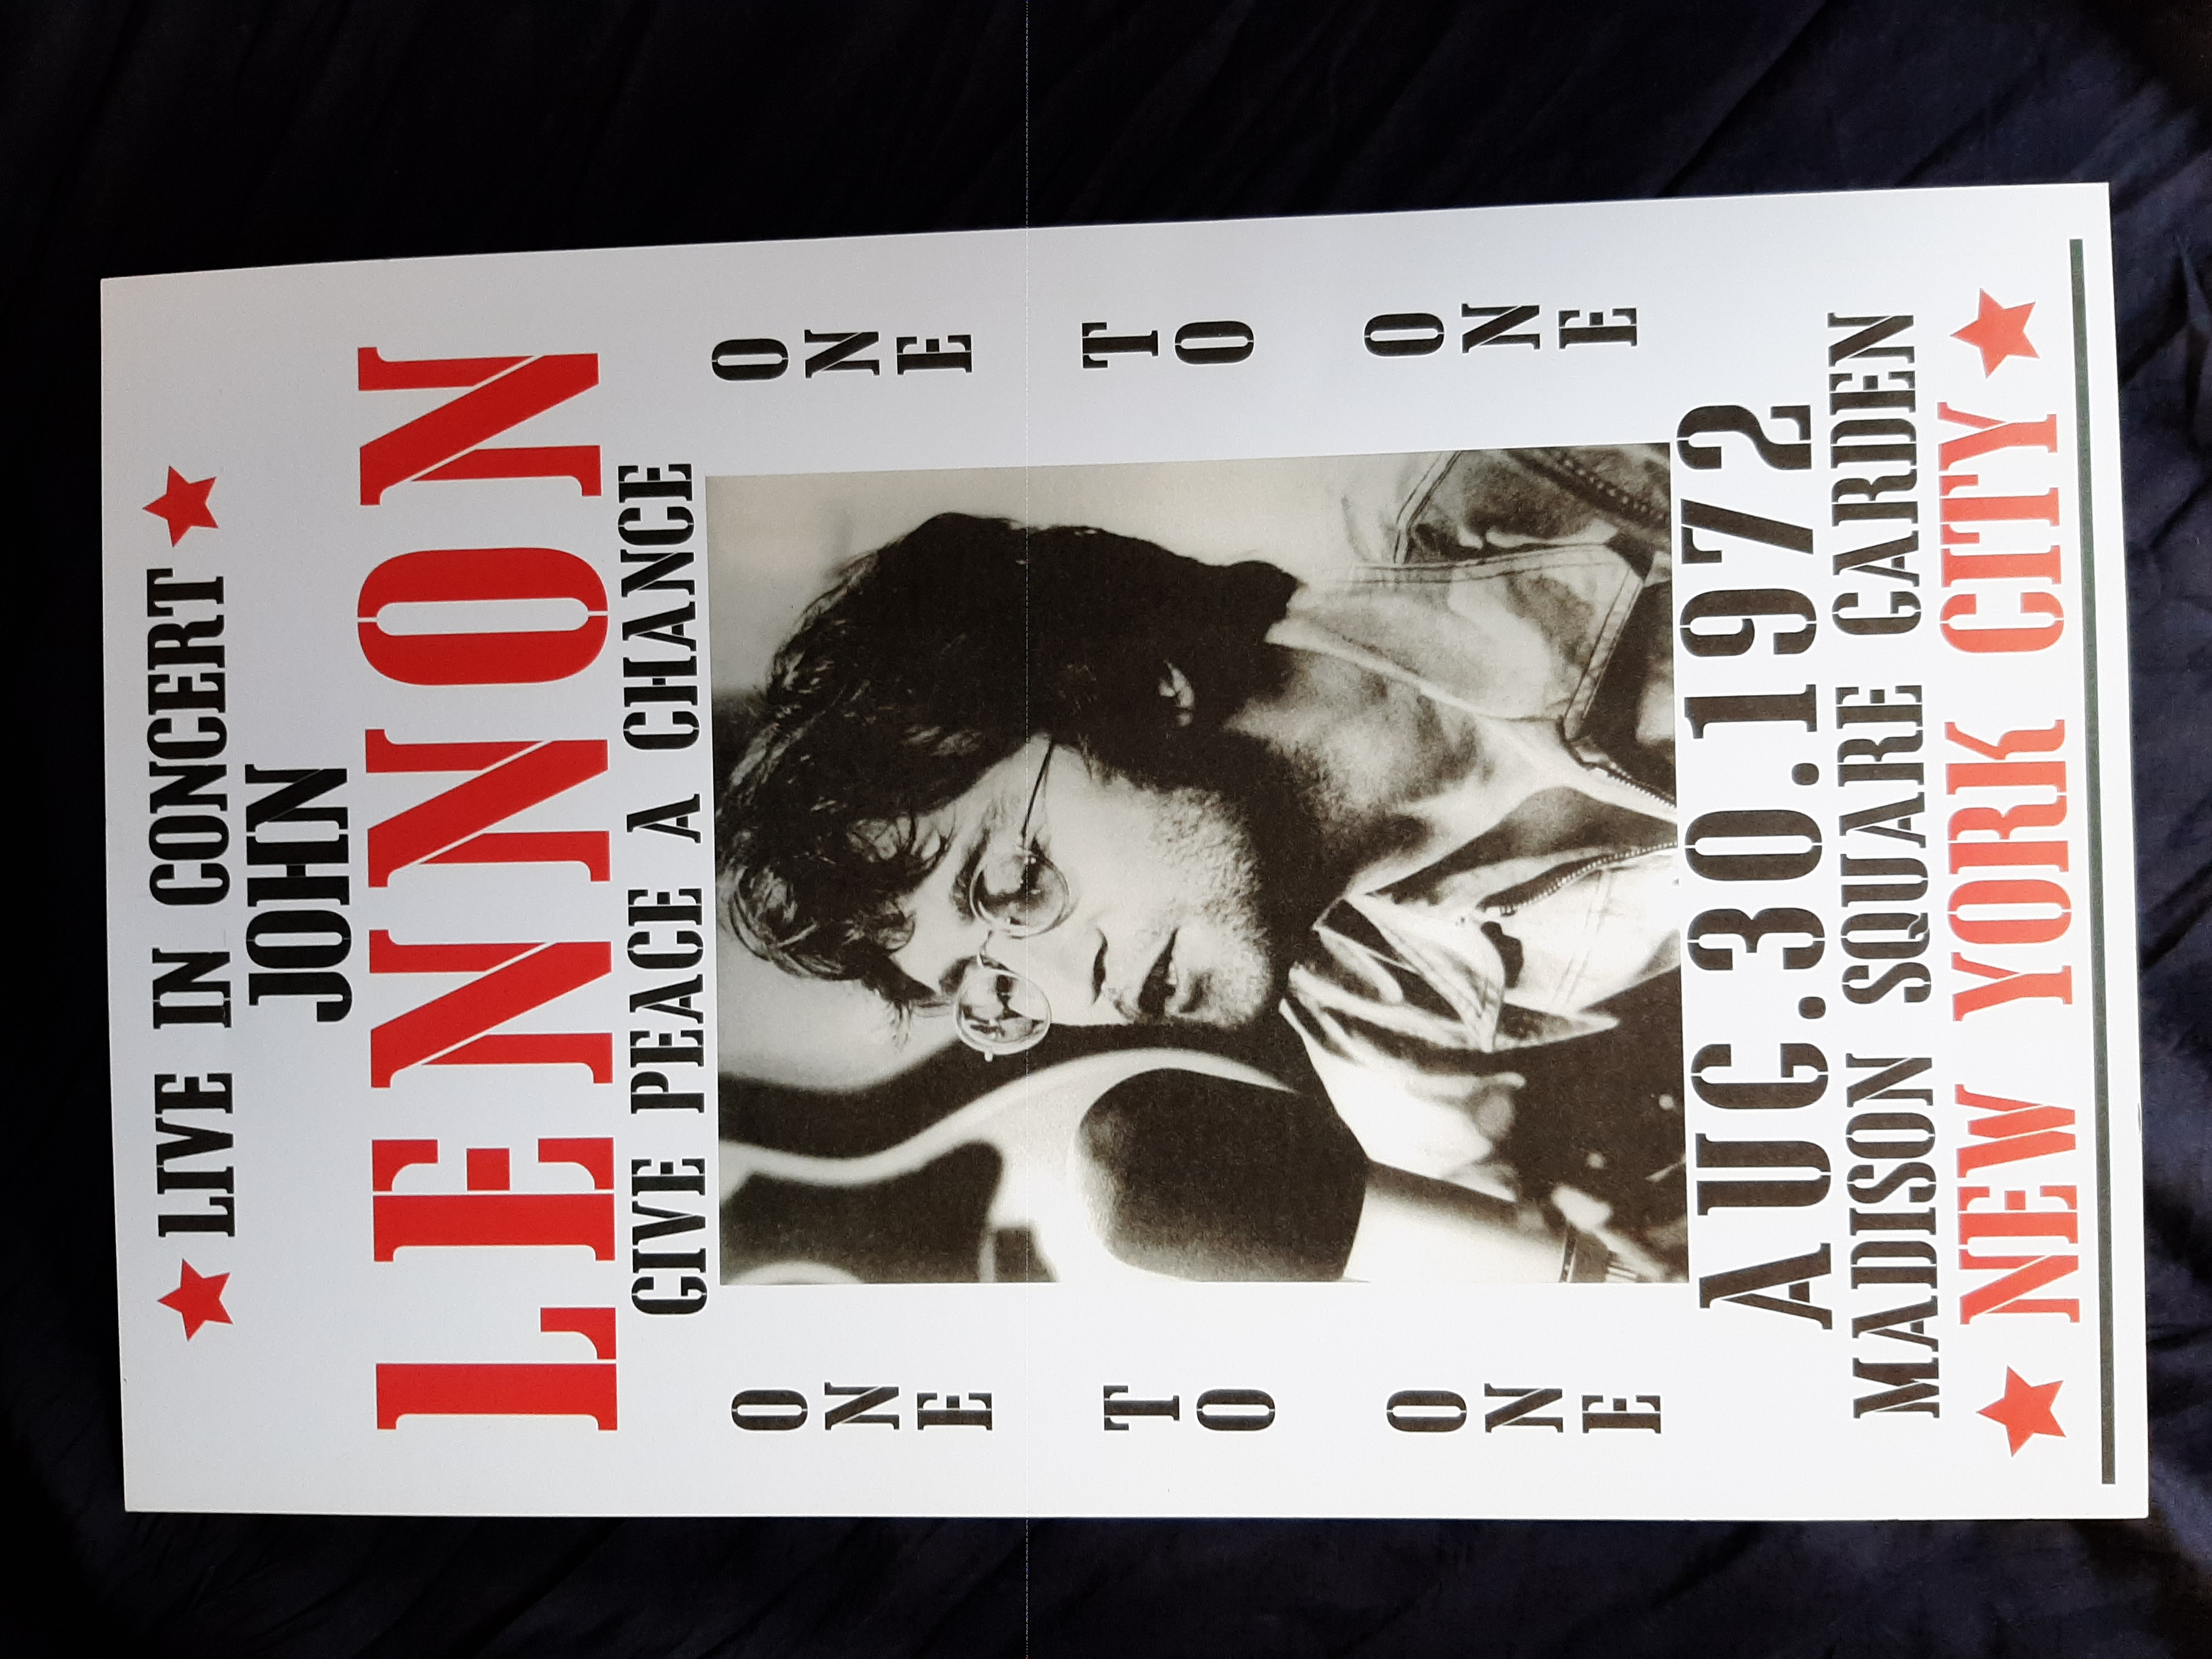 LIVE IN CONCERT
JOHN
LENNON
GIVE PEACE A CHANCE
ONE TO ONE
ONE TO ONE
AUG.30.1972
MADISON SQUARE GARDEN
NEW YORK CITY